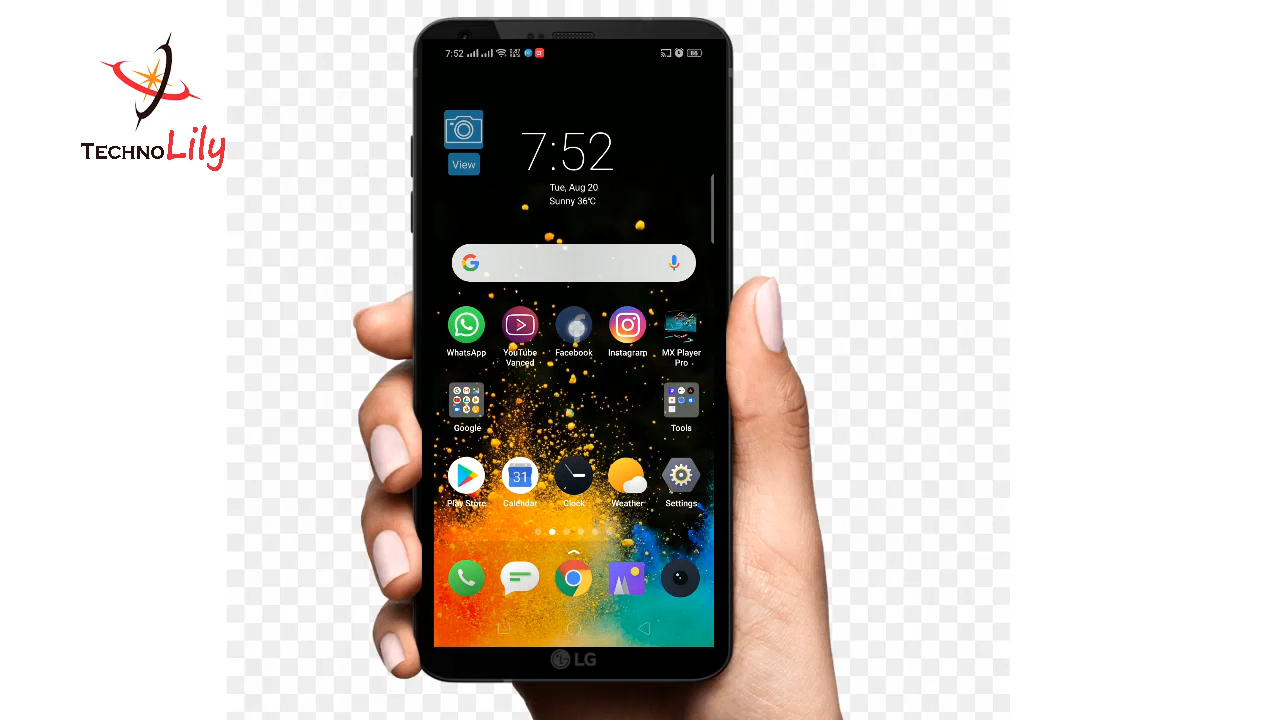 TECHNOLily
7:52
View
7:52
Tue, Aug 20
Sunny 36℃
WhatsApp
YouTube Vanced
Facebook
Instagram
MX Player Pro
Google
Tools
31
Play Store
Calendar
Clock
Weather
Settings
LG